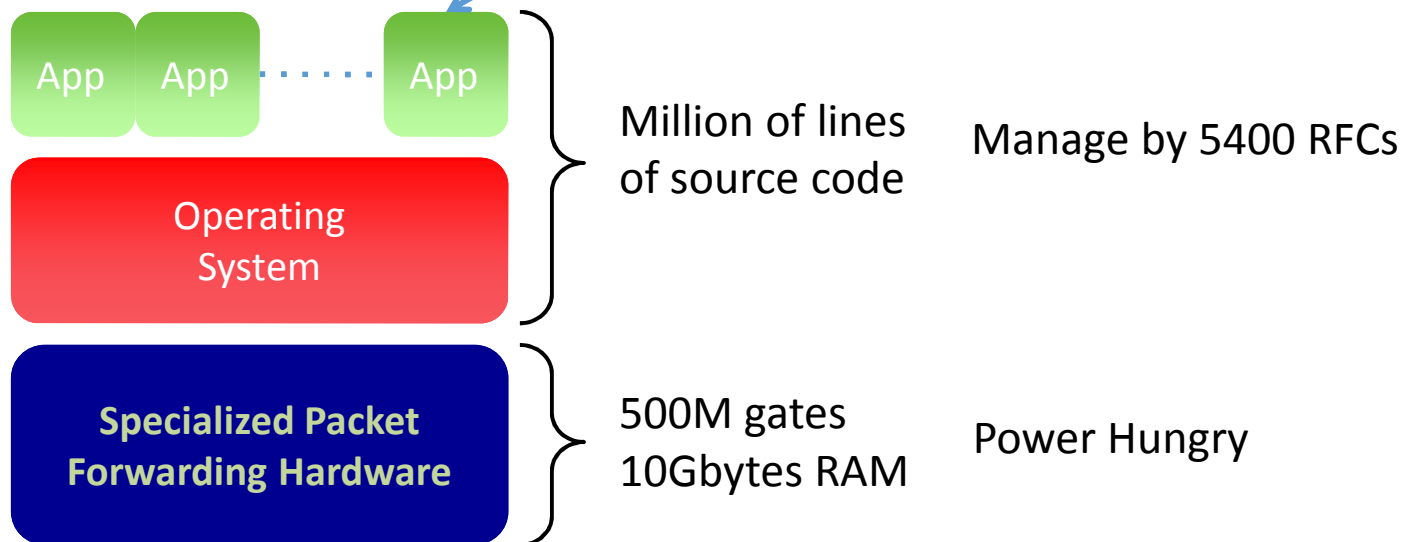 App
App
App
Million of lines
of source code
Manage by 5400 RFCs
Operating
System
Specialized Packet
Forwarding Hardware
500M gates
10Gbytes RAM
Power Hungry